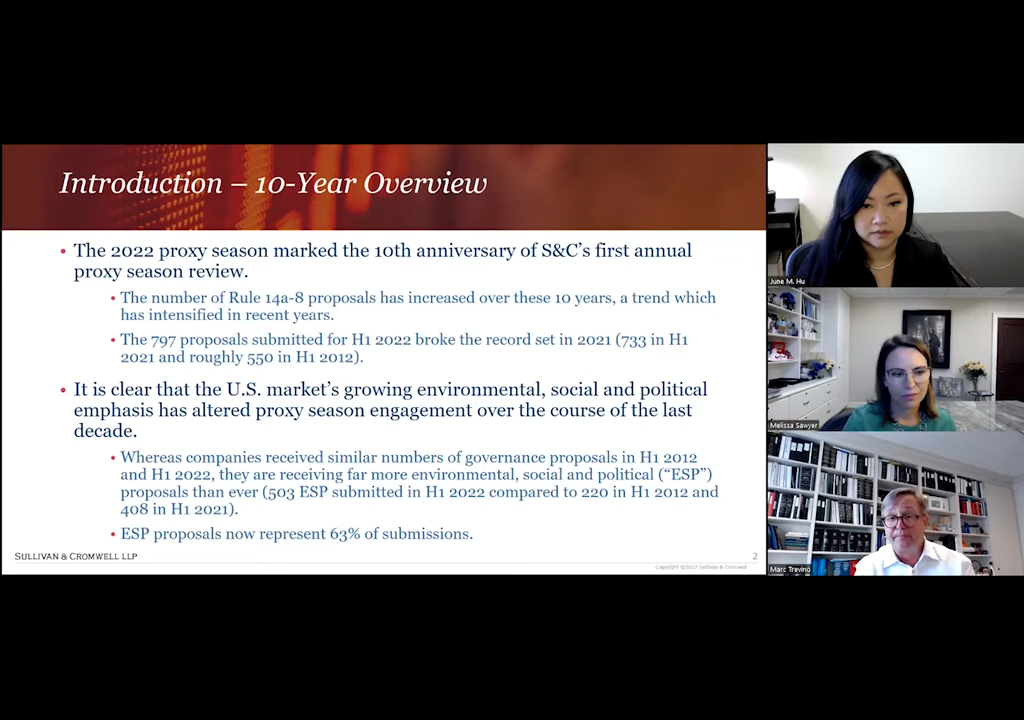 Introduction – 10-Year Overview
• The 2022 proxy season marked the 10th anniversary of S&C's first annual
proxy season review.
• The number of Rule 14a-8 proposals has increased over these 10 years, a trend which
has intensified in recent years.
• The 797 proposals submitted for H1 2022 broke the record set in 2021 (733 in H1
2021 and roughly 550 in H1 2012).
• It is clear that the U.S. market's growing environmental, social and political
emphasis has altered proxy season engagement over the course of the last
decade.
• Whereas companies received similar numbers of governance proposals in H1 2012
and H1 2022, they are receiving far more environmental, social and political ("ESP")
proposals than ever (503 ESP submitted in H1 2022 compared to 220 in H1 2012 and
408 in H1 2021).
• ESP proposals now represent 63% of submissions.
SULLIVAN & CROMWELL LLP
2
Copyright ©2022 Sullivan & Cromwell
June M. Hu
Melissa Sawyer
Marc Trevino